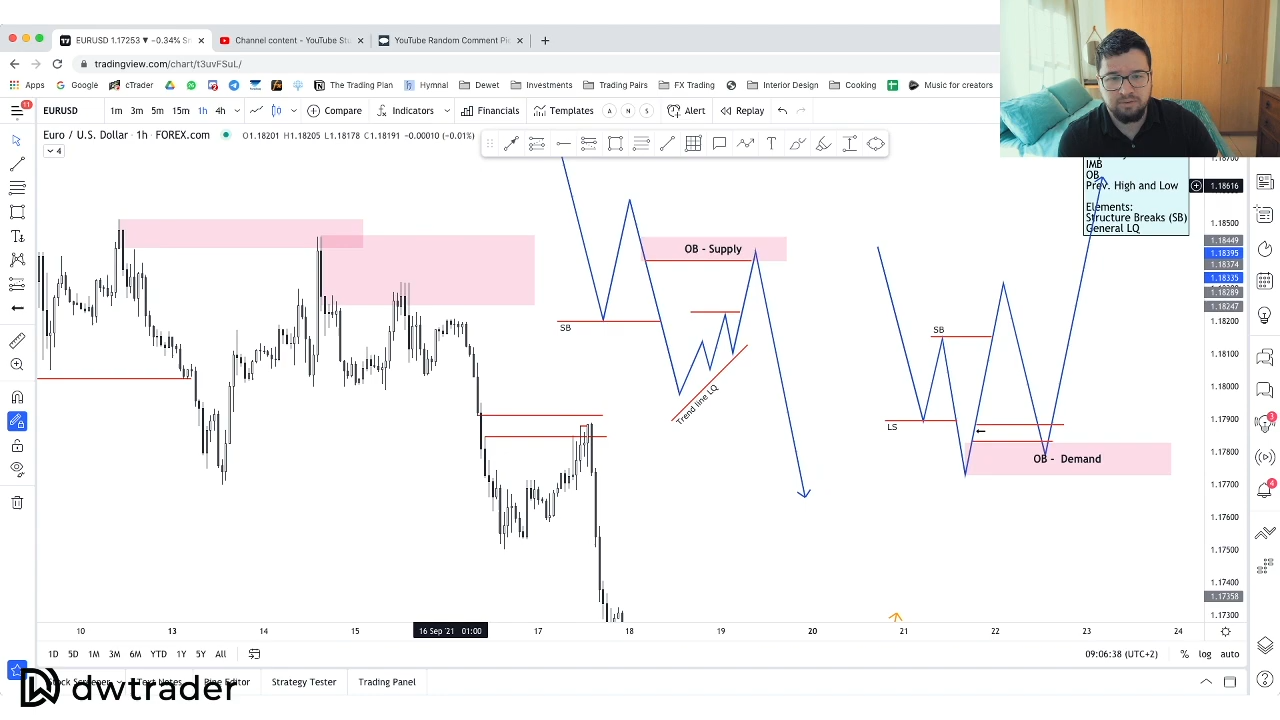 EURUSD 1.17253 ▼ −0.34%
Channel content - YouTube Stu
YouTube Random Comment Pic
tradingview.com/chart/t3uvFSuL/
Apps
Google
cTrader
The Trading Plan
Hymnal
Dewet
Investments
Trading Pairs
FX Trading
Interior Design
Cooking
Music for creators
11
EURUSD
1m 3m 5m 15m 1h 4h
Compare
Indicators
Financials
Templates
A N S
Alert
Replay
Euro / U.S. Dollar · 1h · FOREX.com
O1.18201 H1.18205 L1.18178 C1.18191 −0.00010 (−0.01%)
4
IMB
OB
Prev. High and Low
Elements:
Structure Breaks (SB)
General LQ
1.18616
1.18500
1.18449
1.18395
1.18374
1.18335
1.18289
1.18247
1.18200
1.18100
1.18000
1.17900
1.17800
1.17700
1.17600
1.17500
1.17400
1.17358
1.17300
OB - Supply
SB
Trend line LQ
SB
LS
OB - Demand
3
4
10 13 14 15 16 Sep '21 01:00 17 18 19 20 21 22 23 24
1D 5D 1M 3M 6M YTD 1Y 5Y All
09:06:38 (UTC+2)
% log auto
Strategy Tester
Trading Panel
dwtrader